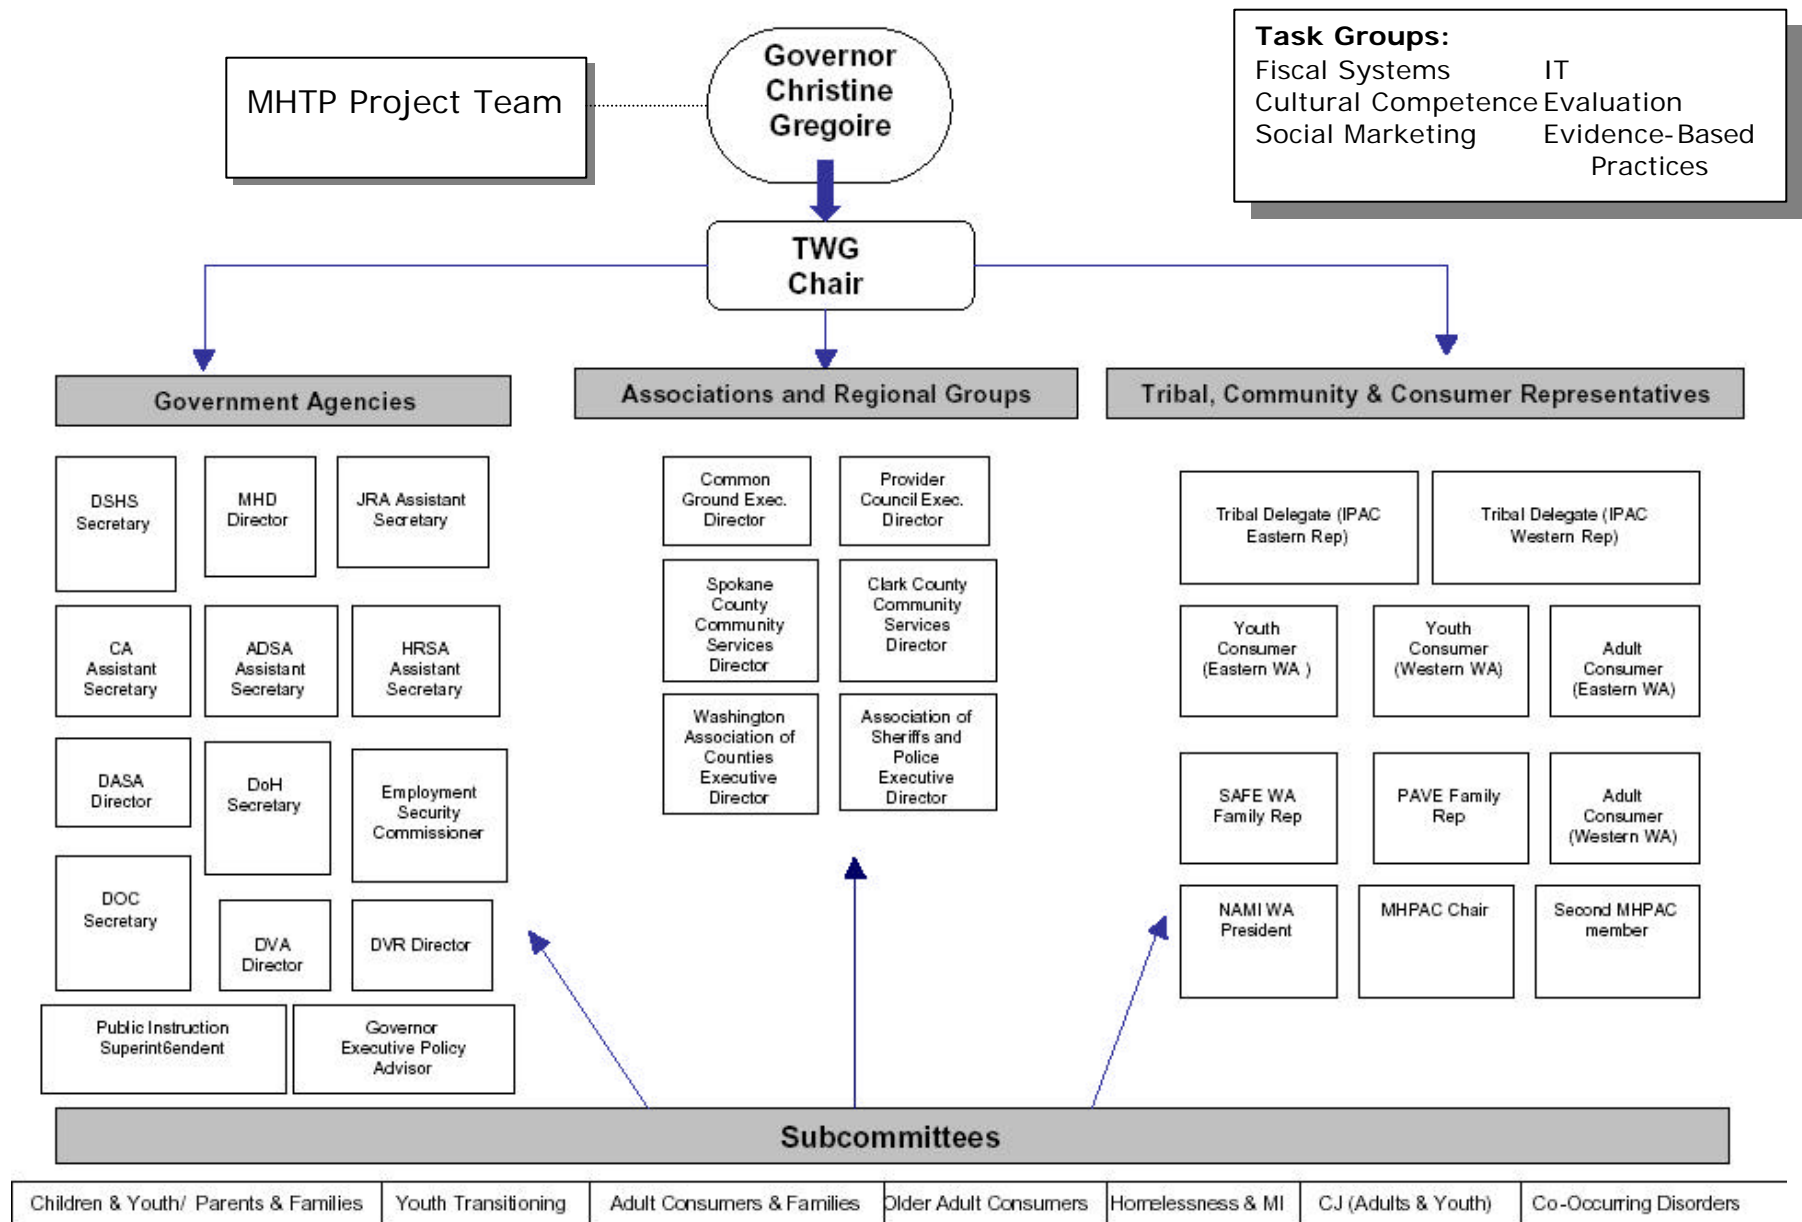 MHTP Project Team
Governor
Christine
Gregoire
Task Groups:
Fiscal Systems IT
Cultural Competence Evaluation
Social Marketing Evidence-Based
Practices
TWG
Chair
Government Agencies
Associations and Regional Groups
Tribal, Community & Consumer Representatives
DSHS
Secretary
MHD
Director
JRA Assistant
Secretary
CA
Assistant
Secretary
ADSA
Assistant
Secretary
HRSA
Assistant
Secretary
DASA
Director
DoH
Secretary
Employment
Security
Commissioner
DOC
Secretary
DVA
Director
DVR Director
Public Instruction
Superint6endent
Governor
Executive Policy
Advisor
Common
Ground Exec.
Director
Provider
Council Exec.
Director
Spokane
County
Community
Services
Director
Clark County
Community
Services
Director
Washington
Association of
Counties
Executive
Director
Association of
Sheriffs and
Police
Executive
Director
Tribal Delegate (IPAC
Eastern Rep)
Tribal Delegate (IPAC
Western Rep)
Youth
Consumer
(Eastern WA )
Youth
Consumer
(Western WA)
Adult
Consumer
(Eastern WA)
SAFE WA
Family Rep
PAVE Family
Rep
Adult
Consumer
(Western WA)
NAMI WA
President
MHPAC Chair
Second MHPAC
member
Subcommittees
Children & Youth/ Parents & Families
Youth Transitioning
Adult Consumers & Families
Older Adult Consumers
Homelessness & MI
CJ (Adults & Youth)
Co-Occurring Disorders